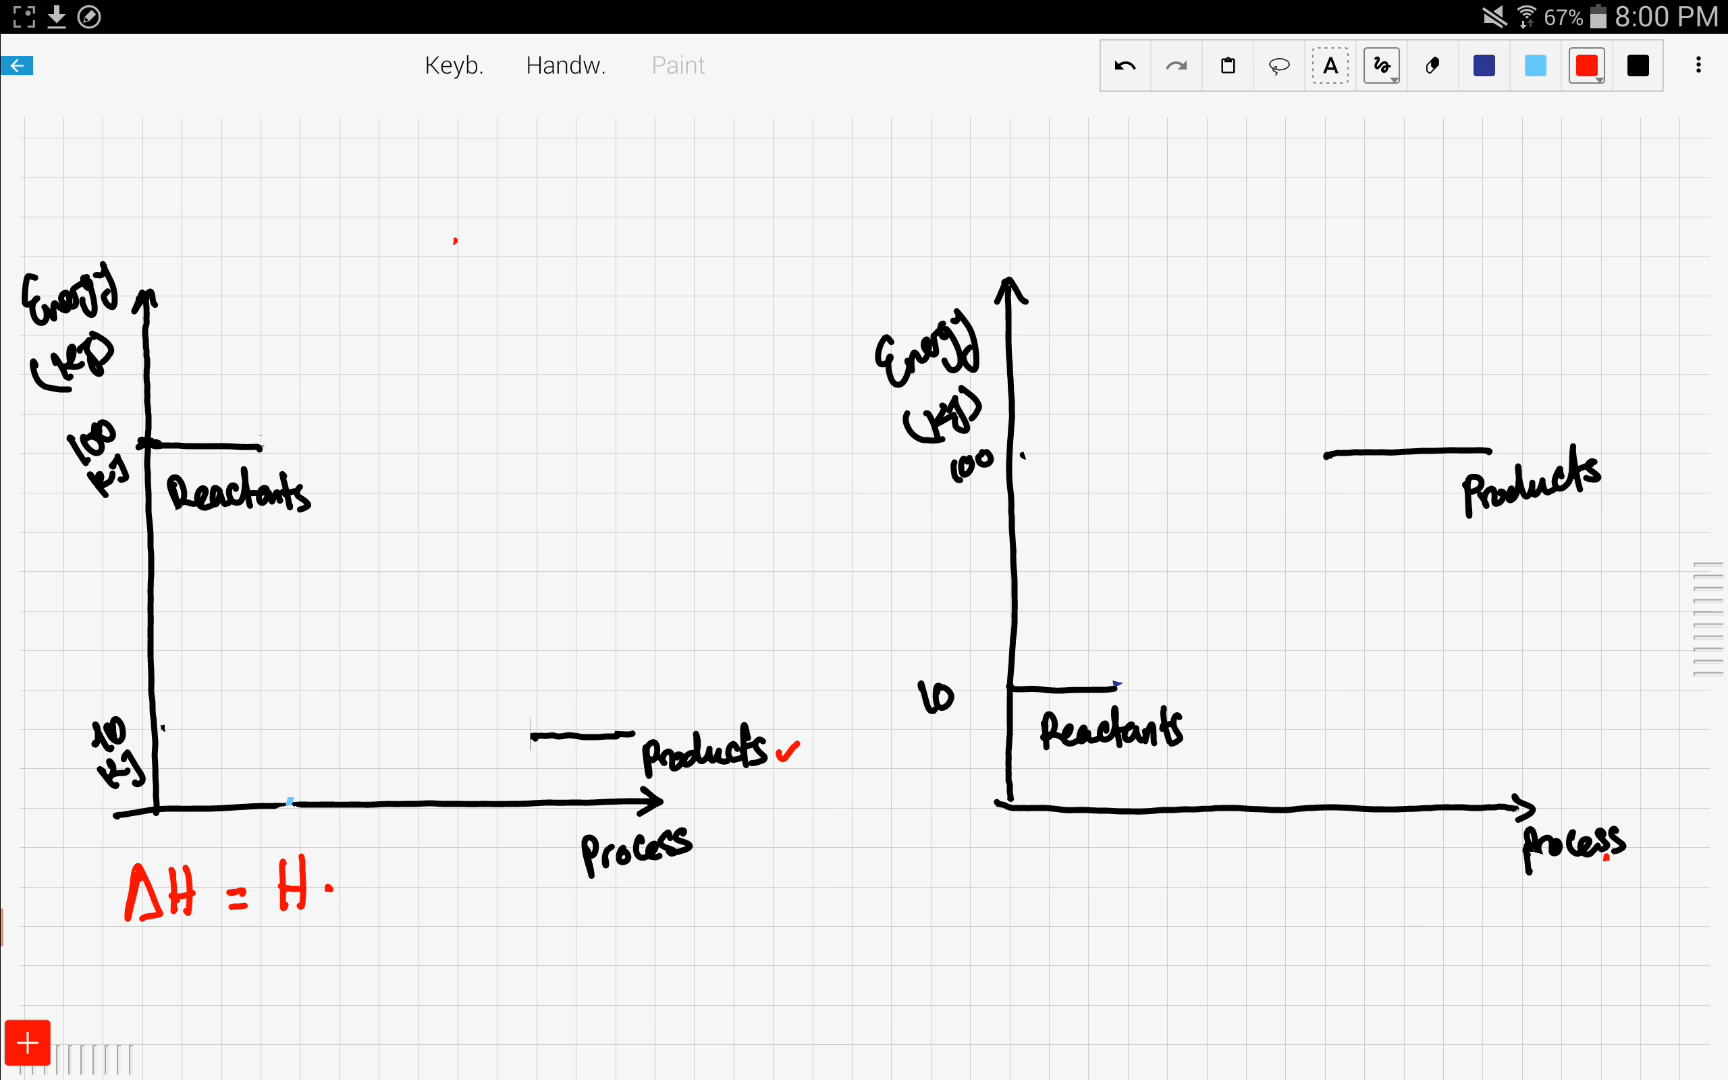 67% 8:00 PM
Keyb. Handw. Paint
A
Energy
(KJ)
100
KJ
Reactants
10
KJ
Products ✓
Process
ΔH = H
Energy
(KJ)
100
Products
10
Reactants
Process